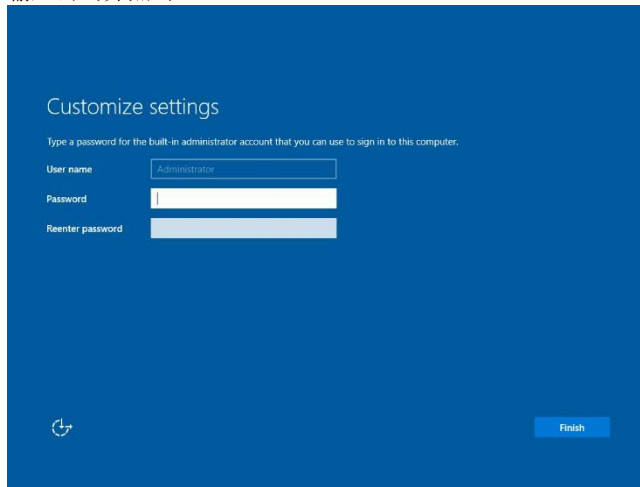 Customize settings
Type a password for the built-in administrator account that you can use to sign in to this computer.
User name
Administrator
Password
Reenter password
Finish